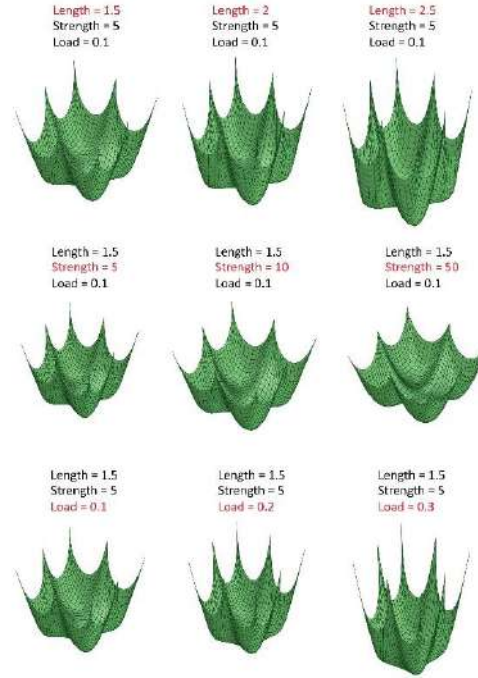 Length = 1.5
Strength = 5
Load = 0.1
Length = 2
Strength = 5
Load = 0.1
Length = 2.5
Strength = 5
Load = 0.1
Length = 1.5
Strength = 5
Load = 0.1
Length = 1.5
Strength = 10
Load = 0.1
Length = 1.5
Strength = 50
Load = 0.1
Length = 1.5
Strength = 5
Load = 0.1
Length = 1.5
Strength = 5
Load = 0.2
Length = 1.5
Strength = 5
Load = 0.3